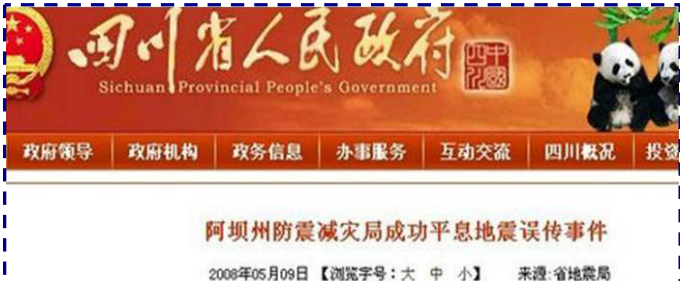 四川省人民政府
Sichuan Provincial People's Government
政府领导 政府机构 政务信息 办事服务 互动交流 四川概况 投资
阿坝州防震减灾局成功平息地震误传事件
2008年05月09日 【浏览字号：大 中 小】 来源:省地震局